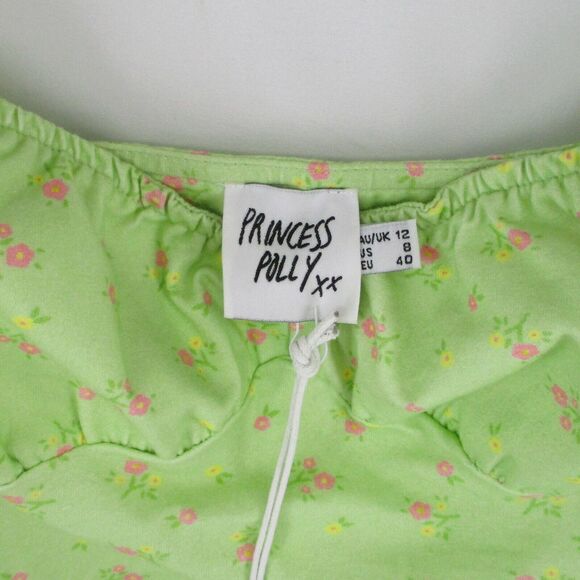 PRINCESS
POLLY
xx
AU/UK 12
US 8
EU 40